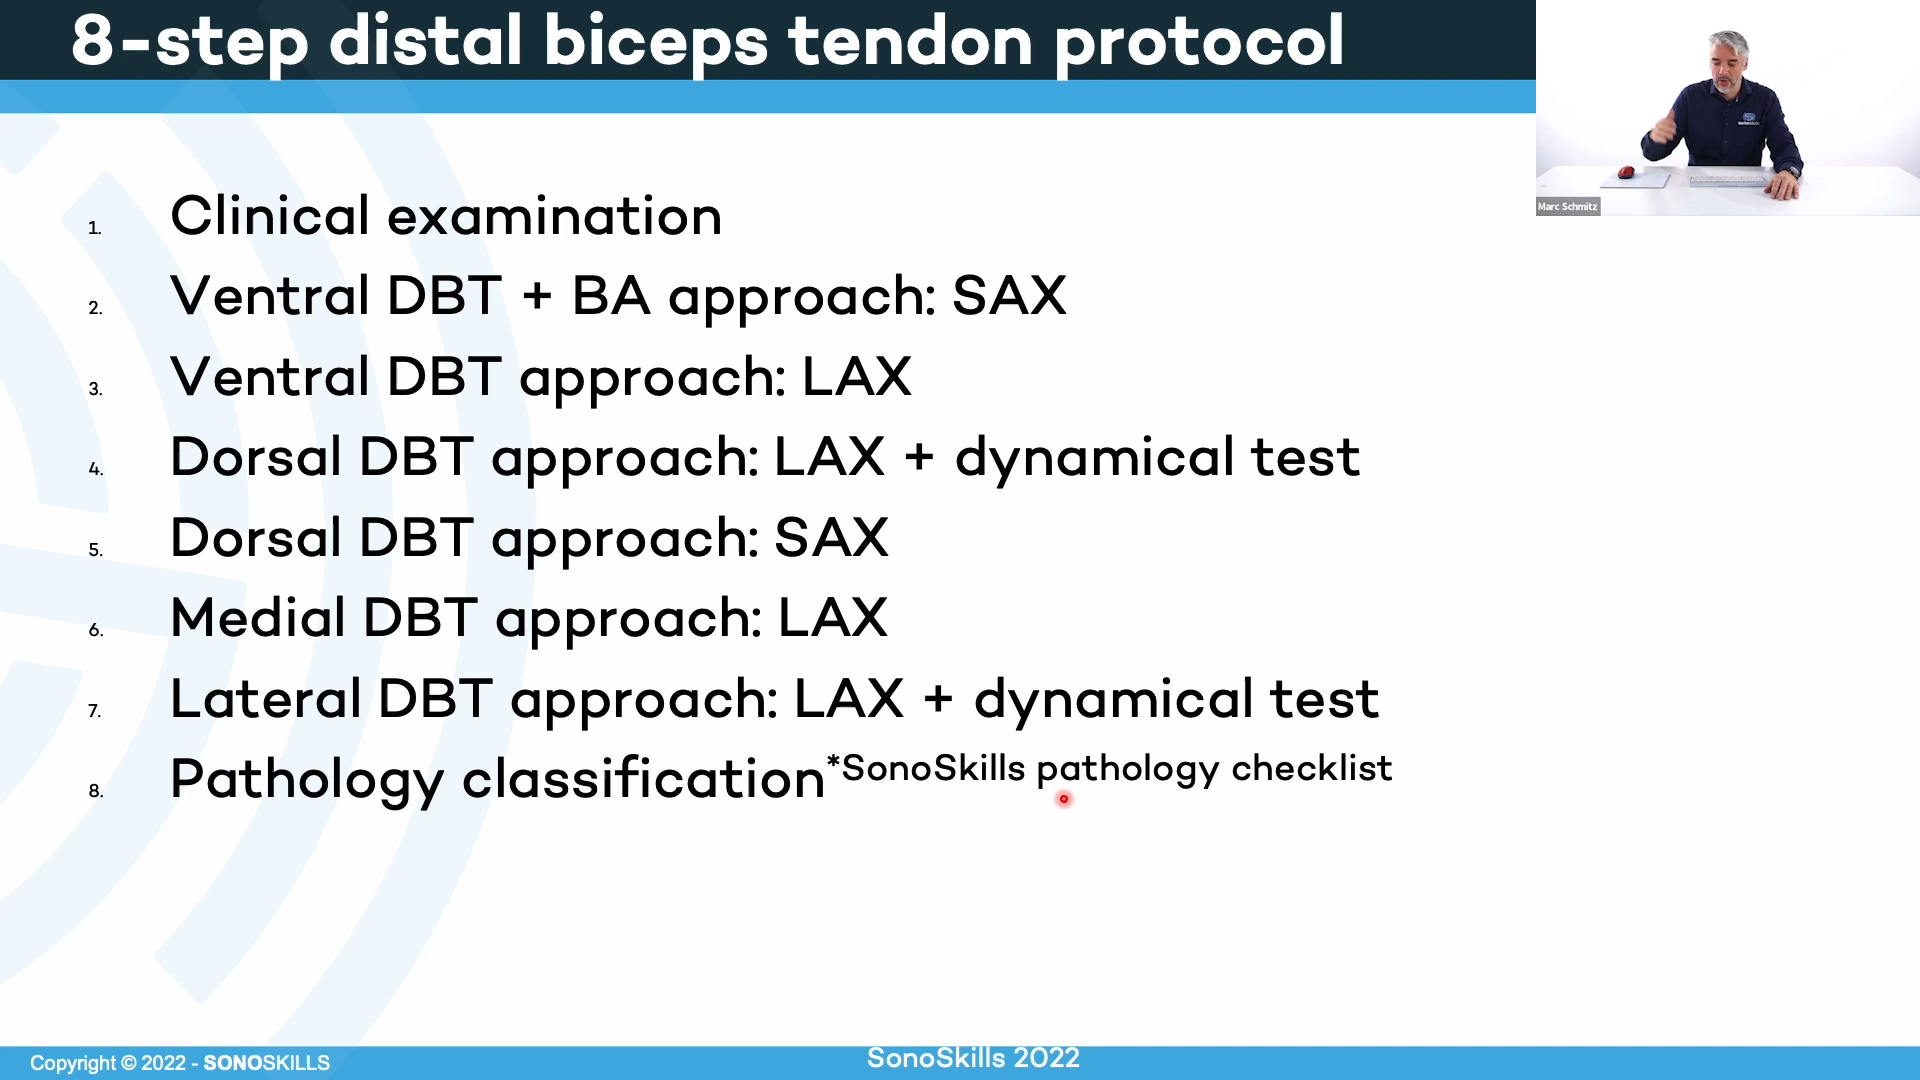 8-step distal biceps tendon protocol
Marc Schmitz
1. Clinical examination
2. Ventral DBT + BA approach: SAX
3. Ventral DBT approach: LAX
4. Dorsal DBT approach: LAX + dynamical test
5. Dorsal DBT approach: SAX
6. Medial DBT approach: LAX
7. Lateral DBT approach: LAX + dynamical test
8. Pathology classification*SonoSkills pathology checklist
Copyright © 2022 - SONOSKILLS
SonoSkills 2022